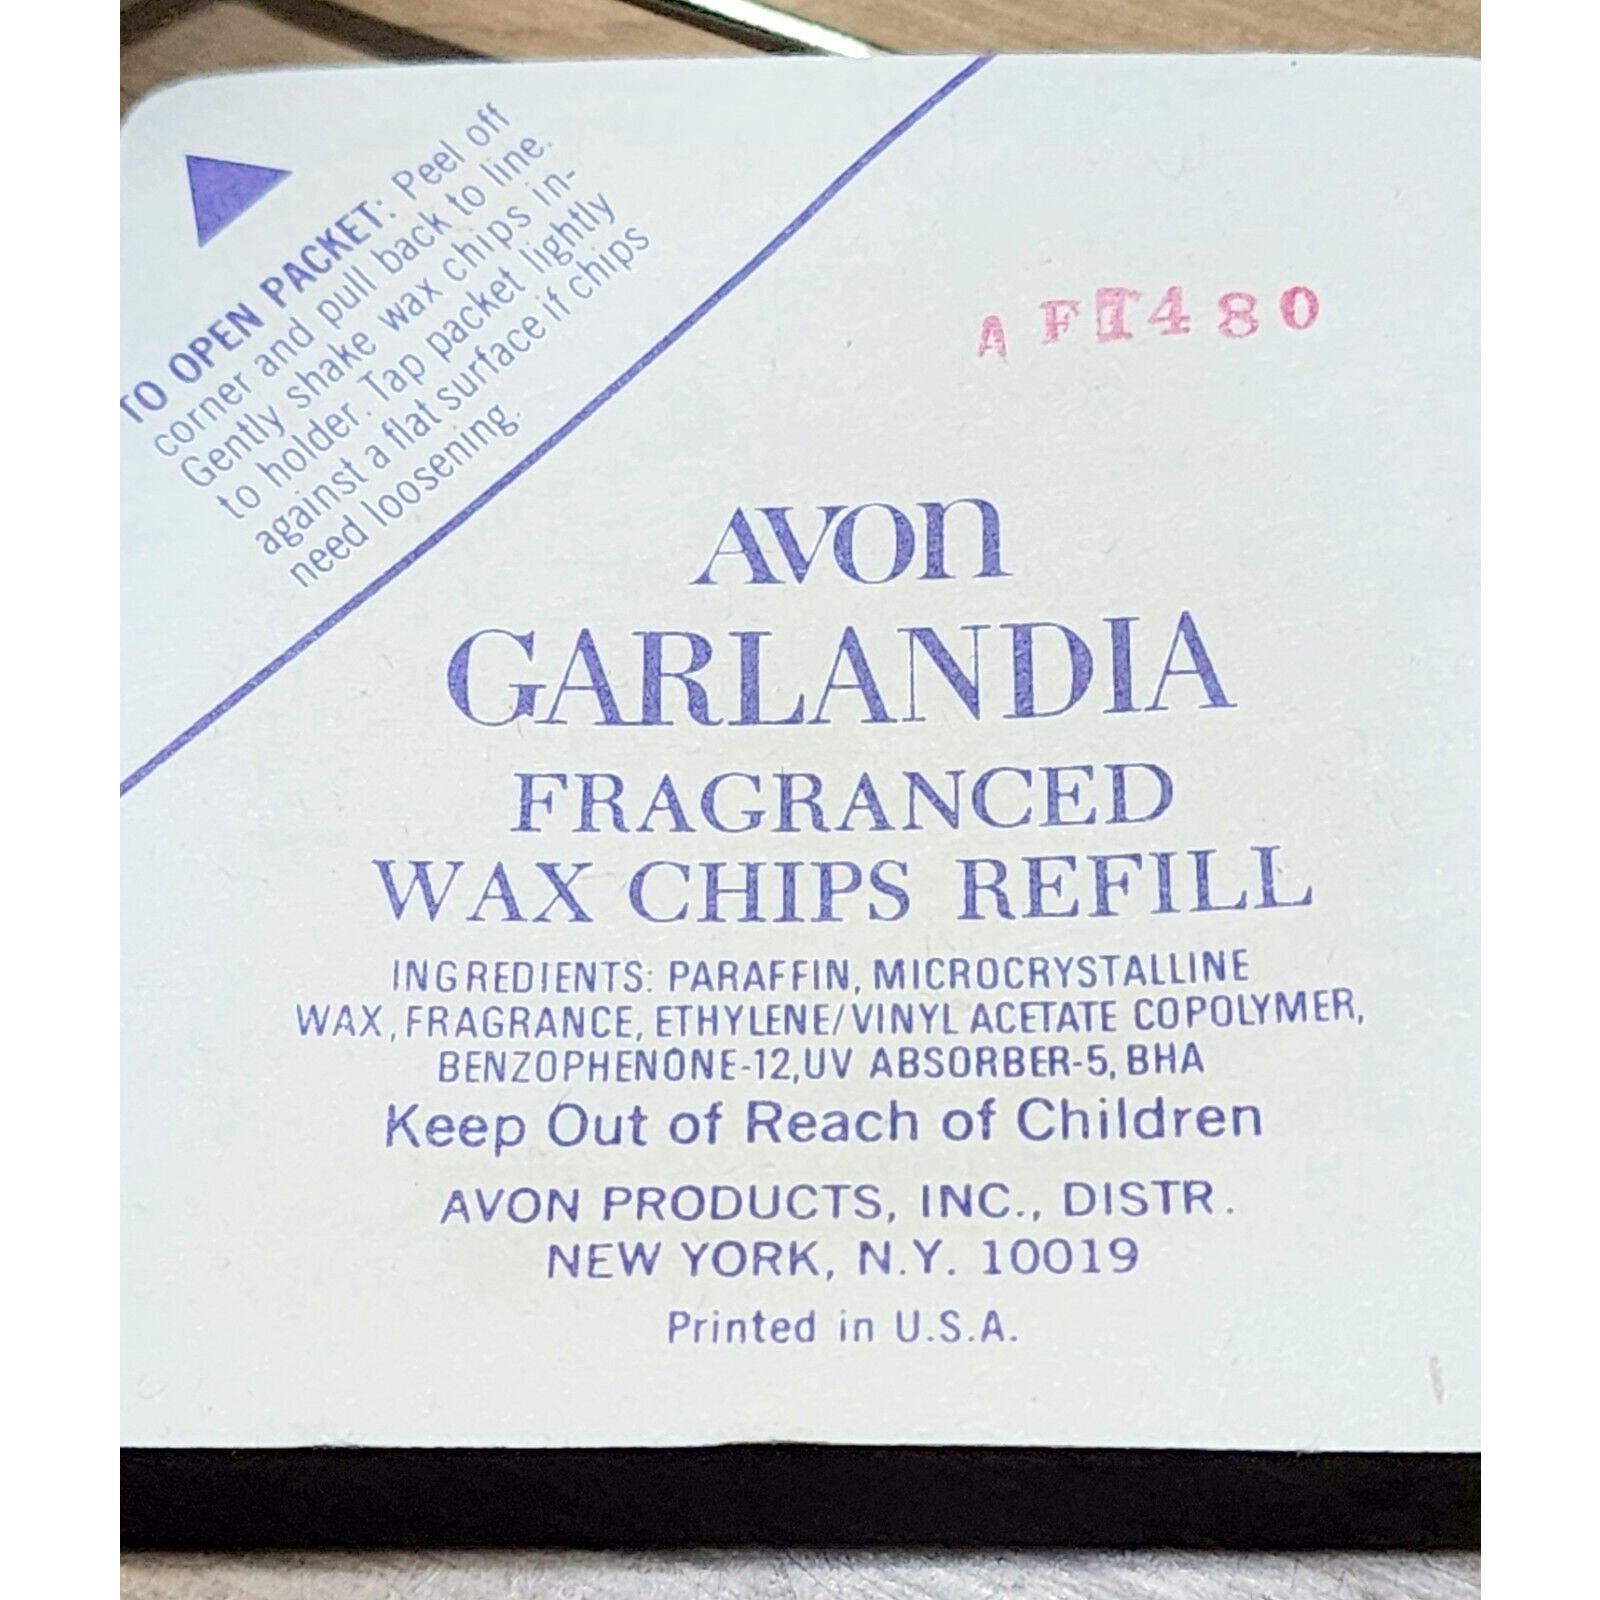 TO OPEN PACKET: Peel off
corner and pull back to line.
Gently shake wax chips in-
to holder. Tap packet lightly
against a flat surface if chips
need loosening.
A F 1480
AVON
GARLANDIA
FRAGRANCED
WAX CHIPS REFILL
INGREDIENTS: PARAFFIN, MICROCRYSTALLINE
WAX, FRAGRANCE, ETHYLENE/VINYL ACETATE COPOLYMER,
BENZOPHENONE-12, UV ABSORBER-5, BHA
Keep Out of Reach of Children
AVON PRODUCTS, INC., DISTR.
NEW YORK, N.Y. 10019
Printed in U.S.A.